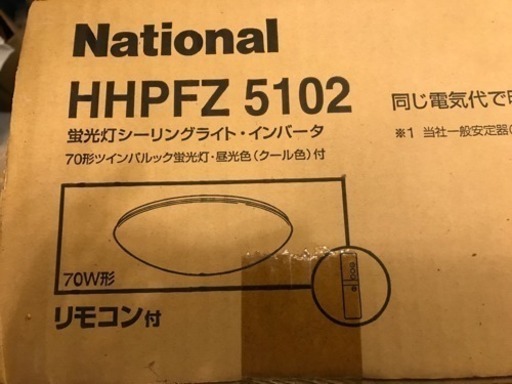 National
HHPFZ 5102
蛍光灯シーリングライト・インバータ
70形ツインパルック蛍光灯・昼光色(クール色)付
同じ電気代で
※1 当社一般安定器(
70W形
リモコン付